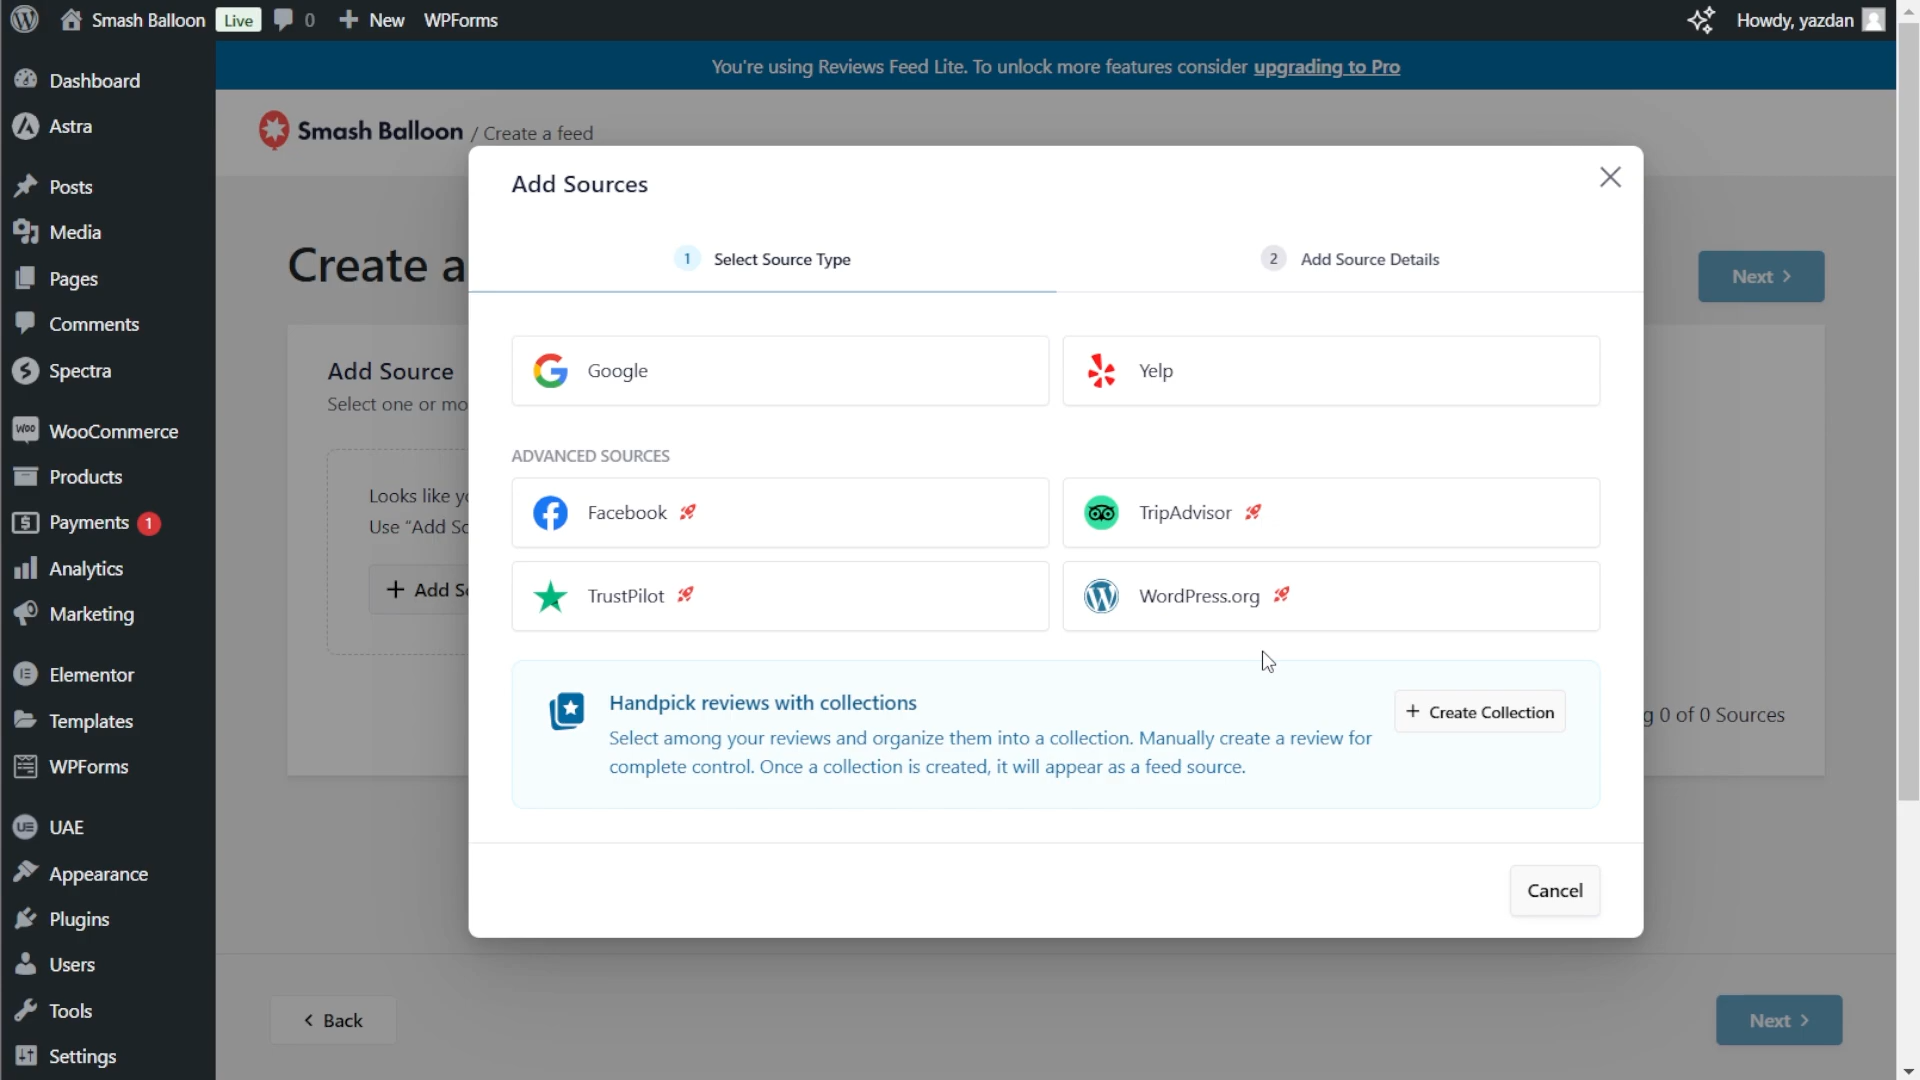 Smash Balloon Live 0 New WPForms Howdy, yazdan
You're using Reviews Feed Lite. To unlock more features consider upgrading to Pro
Dashboard
Astra
Posts
Media
Pages
Comments
Spectra
WooCommerce
Products
Payments 1
Analytics
Marketing
Elementor
Templates
WPForms
UAE
Appearance
Plugins
Users
Tools
Settings
Smash Balloon / Create a feed
Create a
Next >
Add Source
Select one or mo
Looks like yo
Use "Add So
+ Add So
g 0 of 0 Sources
Add Sources
1 Select Source Type
2 Add Source Details
Google
Yelp
ADVANCED SOURCES
Facebook
TripAdvisor
TrustPilot
WordPress.org
Handpick reviews with collections
Select among your reviews and organize them into a collection. Manually create a review for
complete control. Once a collection is created, it will appear as a feed source.
+ Create Collection
Cancel
< Back
Next >